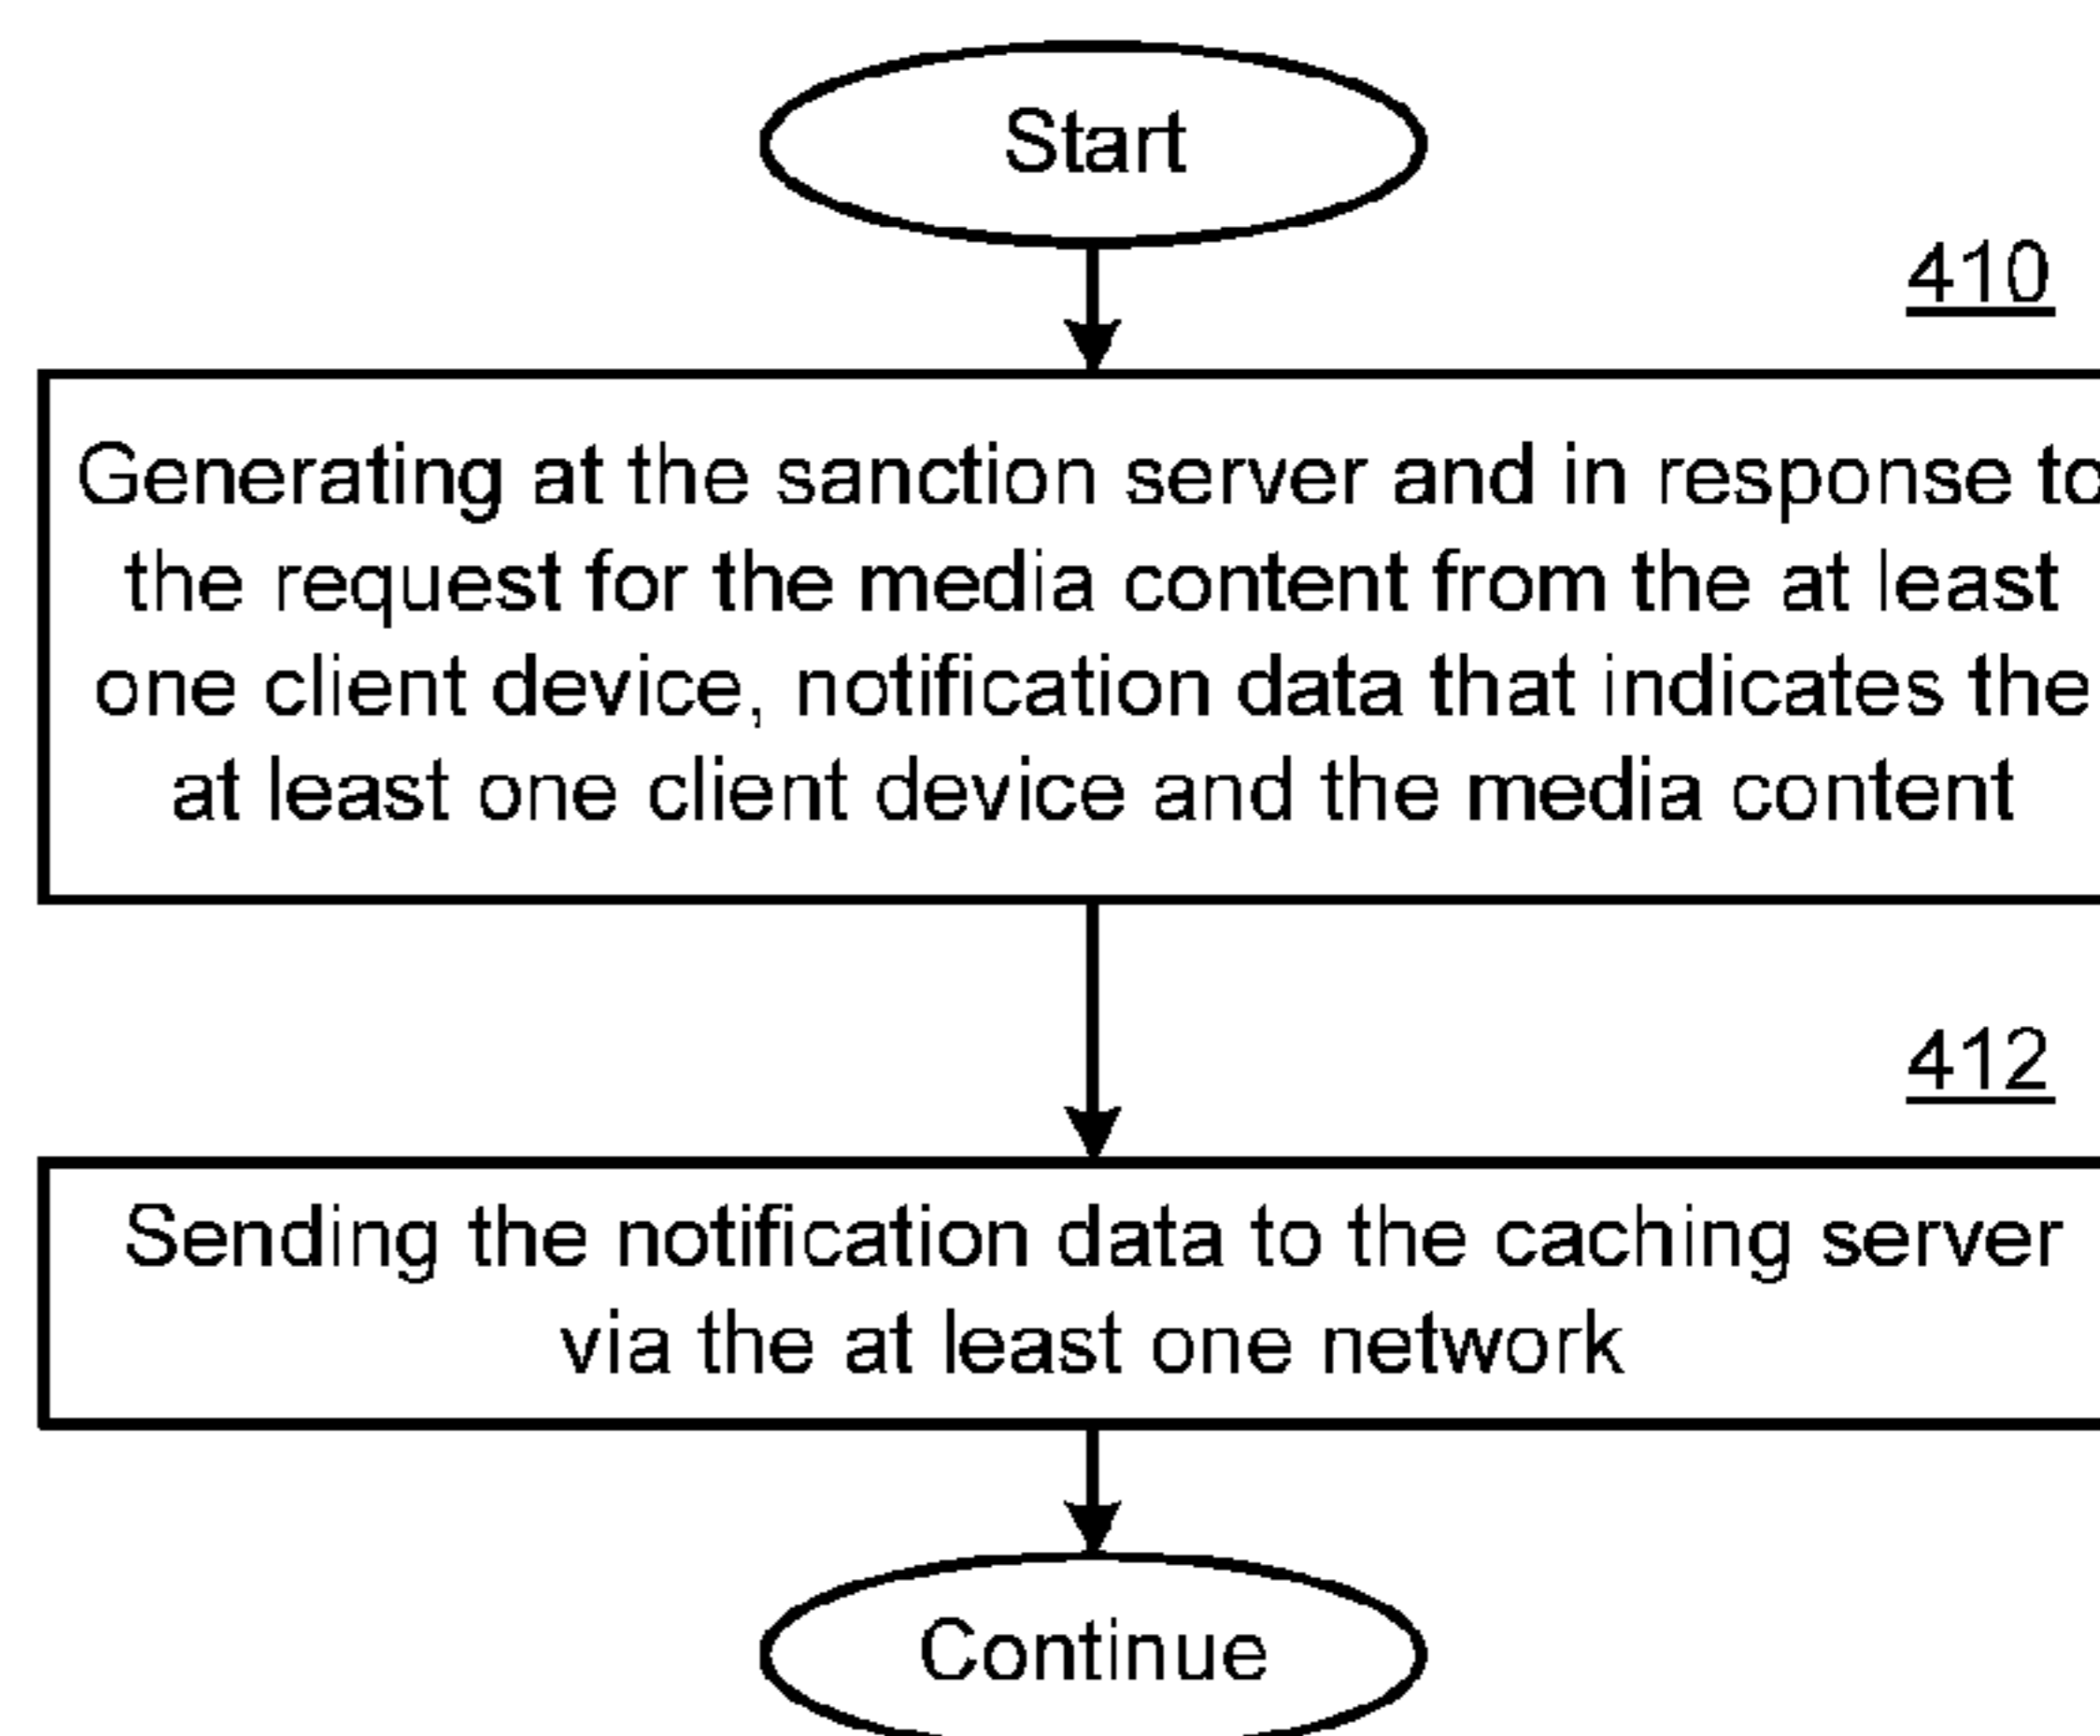 Start
410
Generating at the sanction server and in response to
the request for the media content from the at least
one client device, notification data that indicates the
at least one client device and the media content
412
Sending the notification data to the caching server
via the at least one network
Continue